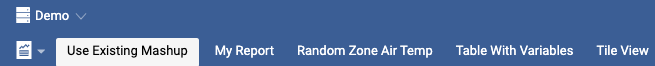 Demo
Use Existing Mashup My Report Random Zone Air Temp Table With Variables Tile View